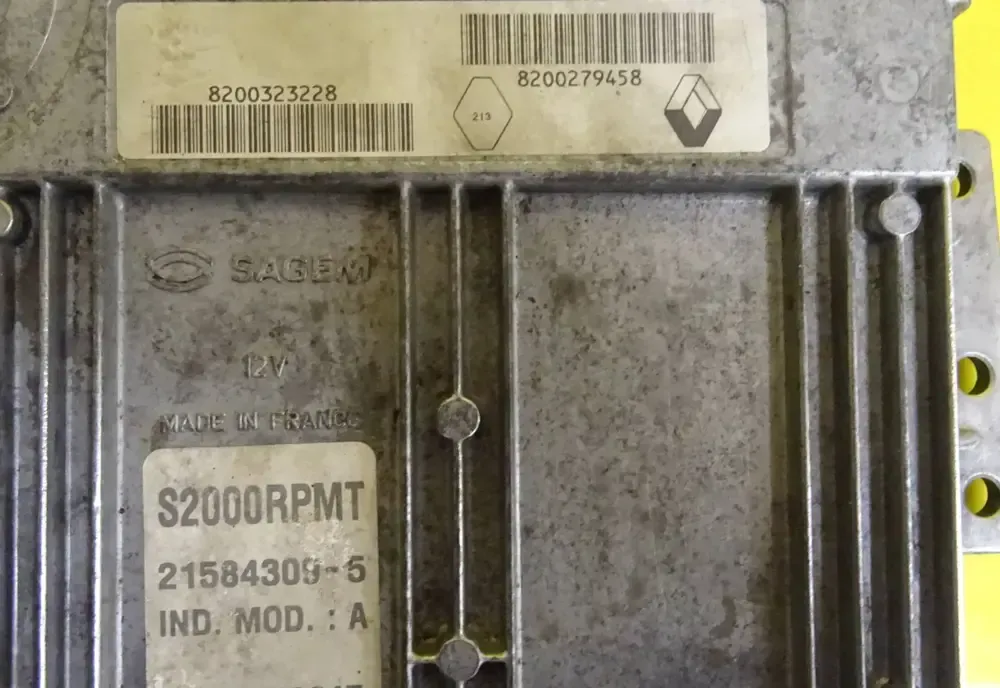 8200279458
8200323228
213
SAGEM
12V
MADE IN FRANCE
S2000RPMT
21584309-5
IND. MOD. : A